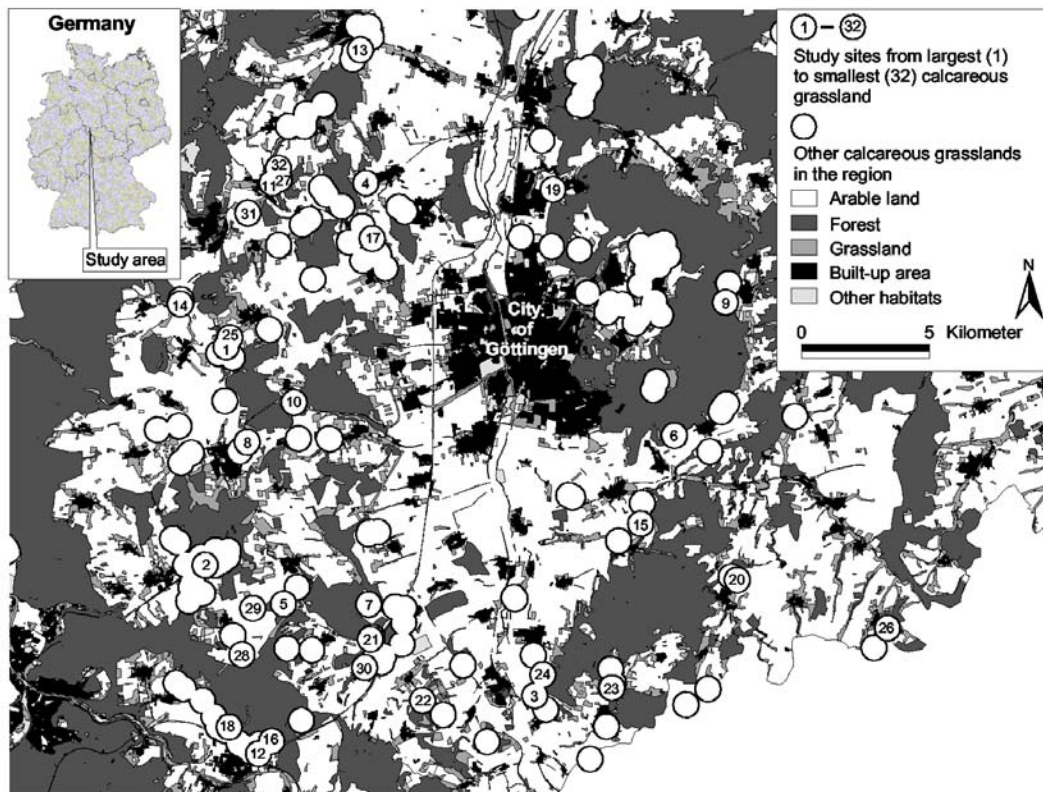 Germany
Study area
1 – 32
Study sites from largest (1)
to smallest (32) calcareous
grassland
Other calcareous grasslands
in the region
Arable land
Forest
Grassland
Built-up area
Other habitats
N
0 5 Kilometer
City
of
Göttingen
13
32
11 27
4
19
31
17
14
9
25
1
10
8
6
15
2
20
29
5
7
26
21
28
30
24
23
22
3
18
16
12